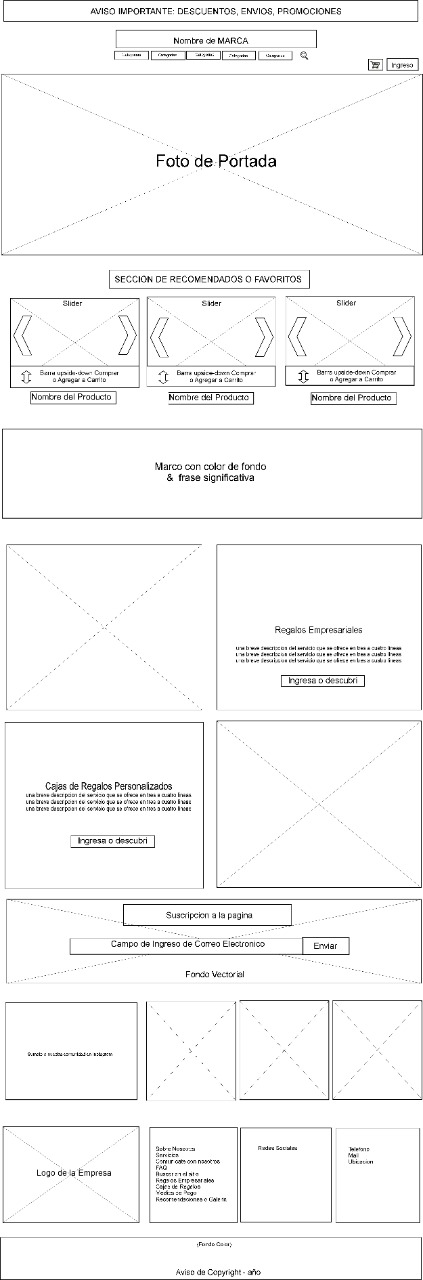 AVISO IMPORTANTE: DESCUENTOS, ENVIOS, PROMOCIONES
Nombre de MARCA
Categorias Categorias Categorias Categorias Categorias
Ingreso
Foto de Portada
SECCION DE RECOMENDADOS O FAVORITOS
Slider Slider Slider
Barra upside-down Comprar Barra upside-down Comprar Barra upside-down Comprar
o Agregar a Carrito o Agregar a Carrito o Agregar a Carrito
Nombre del Producto Nombre del Producto Nombre del Producto
Marco con color de fondo
& frase significativa
Regalos Empresariales
una breve descripcion del servicio que se ofrece en tres a cuatro lineas
una breve descripcion del servicio que se ofrece en tres a cuatro lineas
una breve descripcion del servicio que se ofrece en tres a cuatro lineas
Ingresa o descubri
Cajas de Regalos Personalizados
una breve descripcion del servicio que se ofrece en tres a cuatro lineas
una breve descripcion del servicio que se ofrece en tres a cuatro lineas
una breve descripcion del servicio que se ofrece en tres a cuatro lineas
Ingresa o descubri
Suscripcion a la pagina
Campo de Ingreso de Correo Electronico Enviar
Fondo Vectorial
Sumate a nuestra comunidad en Instagram
Logo de la Empresa
Sobre Nosotros
Servicios
Comunicate con nosotros
FAQ
Buscar en el sitio
Regalos Empresariales
Cajas de Regalos
Medios de Pago
Recomendaciones o Galeria
Redes Sociales
Telefono
Mail
Ubicacion
(Fondo Color)
Aviso de Copyright - año